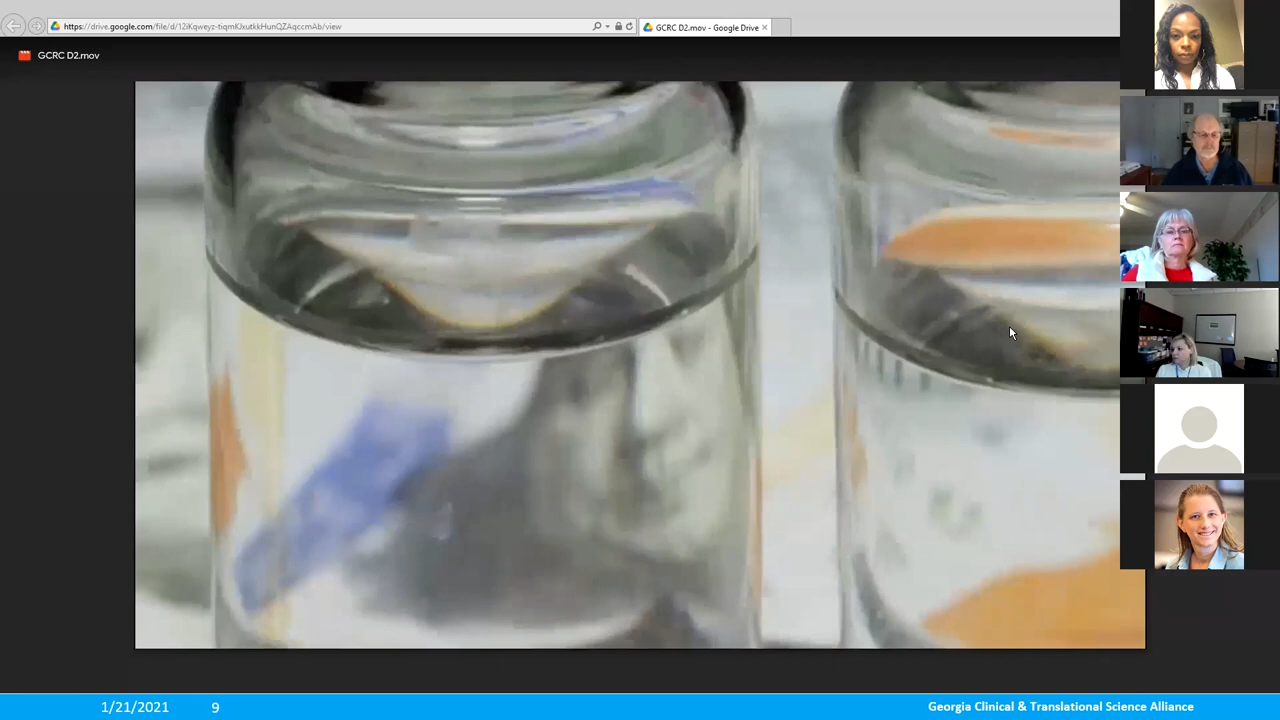 https://drive.google.com/file/d/12iKqweyz-tiqmKJxutkkHunQZAqccmAb/view
GCRC D2.mov - Google Drive
GCRC D2.mov
1/21/2021
9
Georgia Clinical & Translational Science Alliance